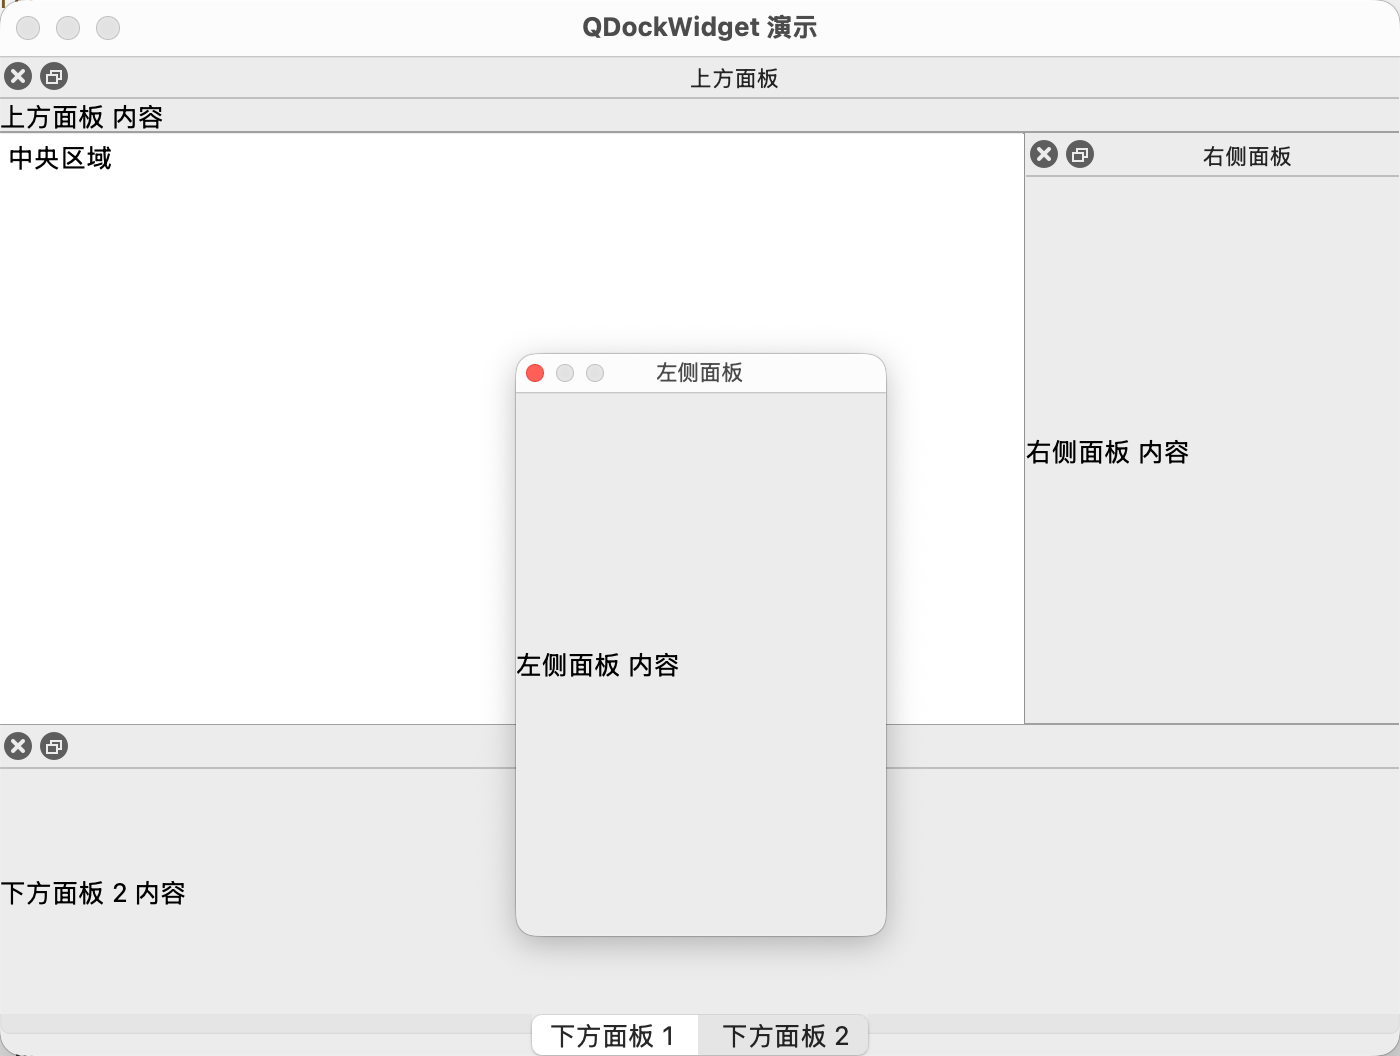 QDockWidget 演示
上方面板
上方面板 内容
中央区域
右侧面板
右侧面板 内容
左侧面板
左侧面板 内容
下方面板 2 内容
下方面板 1
下方面板 2